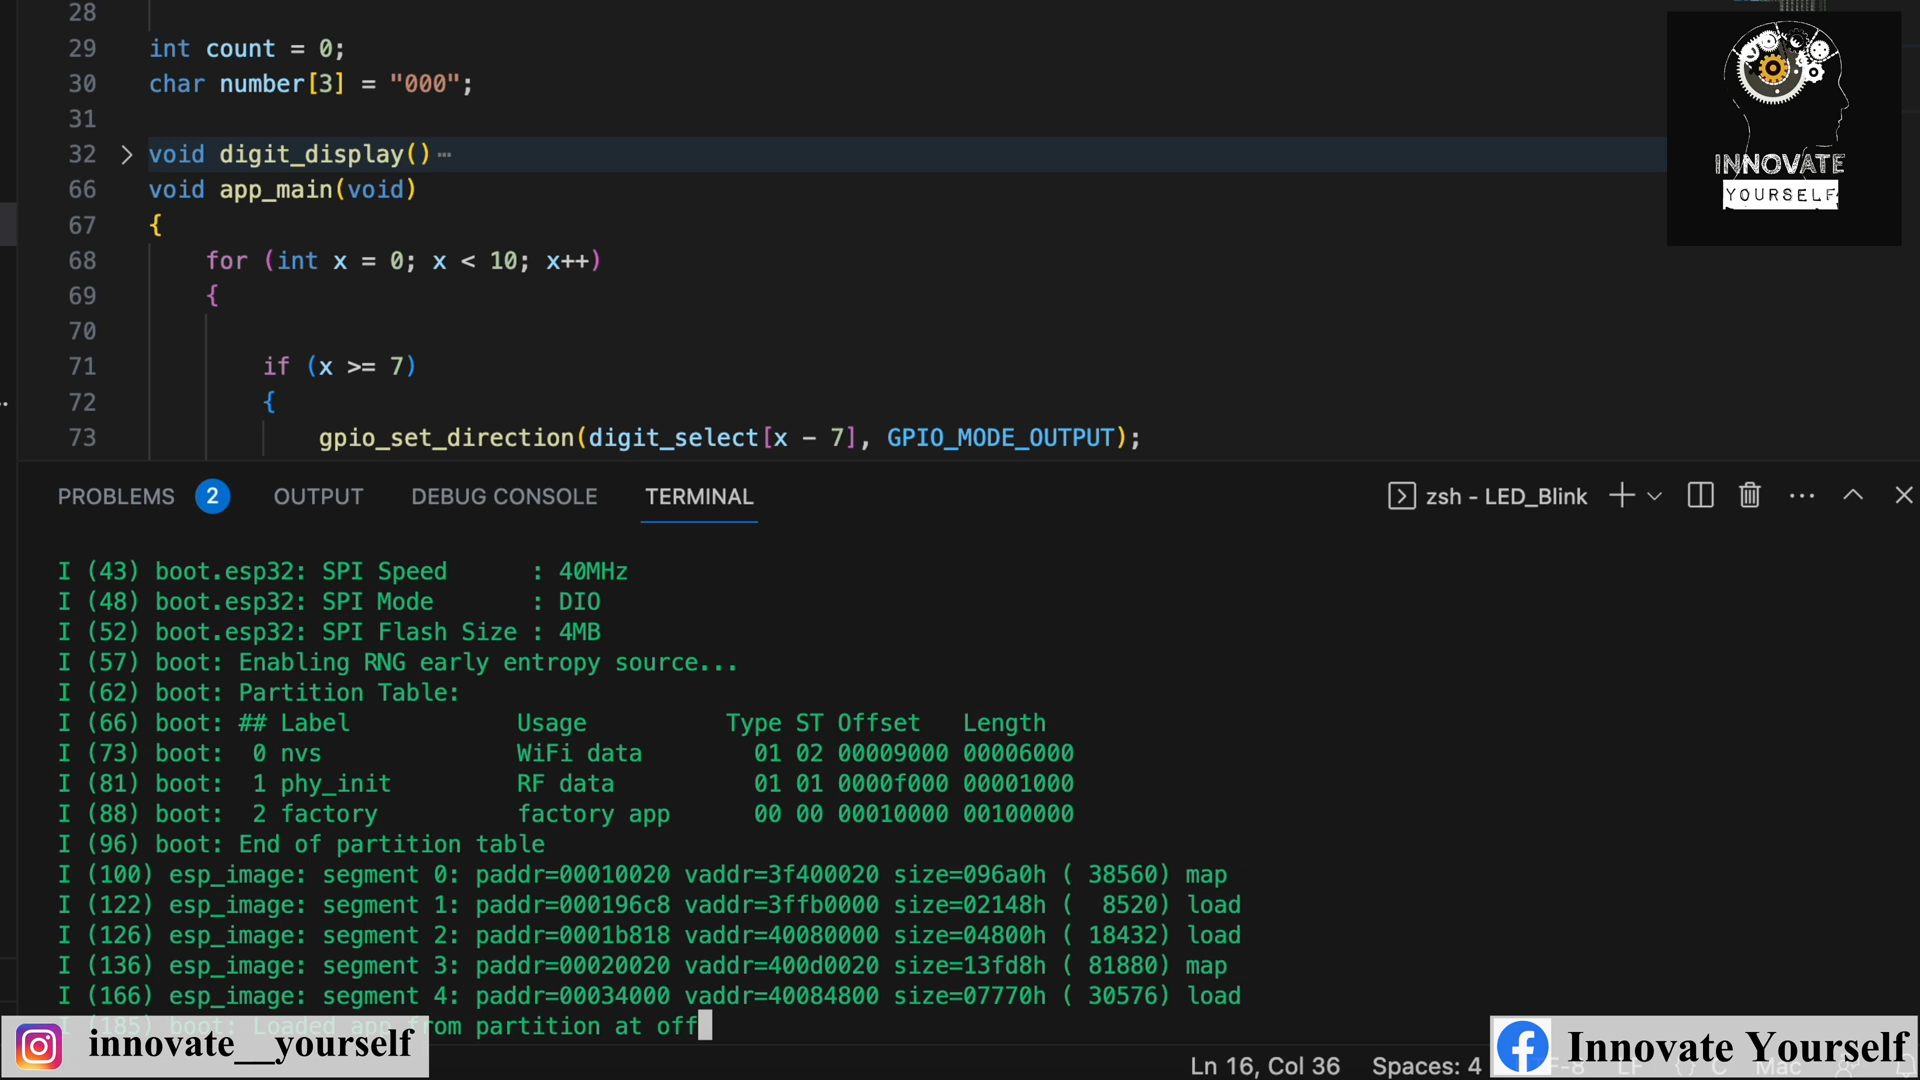 28
29 int count = 0;
30 char number[3] = "000";
31
32 void digit_display() ⋯
66 void app_main(void)
67 {
68 for (int x = 0; x < 10; x++)
69 {
70
71 if (x >= 7)
72 {
73 gpio_set_direction(digit_select[x - 7], GPIO_MODE_OUTPUT);
INNOVATE
YOURSELF
PROBLEMS 2 OUTPUT DEBUG CONSOLE TERMINAL zsh - LED_Blink
I (43) boot.esp32: SPI Speed      : 40MHz
I (48) boot.esp32: SPI Mode       : DIO
I (52) boot.esp32: SPI Flash Size : 4MB
I (57) boot: Enabling RNG early entropy source...
I (62) boot: Partition Table:
I (66) boot: ## Label            Usage          Type ST Offset   Length
I (73) boot:  0 nvs              WiFi data        01 02 00009000 00006000
I (81) boot:  1 phy_init         RF data          01 01 0000f000 00001000
I (88) boot:  2 factory          factory app      00 00 00010000 00100000
I (96) boot: End of partition table
I (100) esp_image: segment 0: paddr=00010020 vaddr=3f400020 size=096a0h ( 38560) map
I (122) esp_image: segment 1: paddr=000196c8 vaddr=3ffb0000 size=02148h (  8520) load
I (126) esp_image: segment 2: paddr=0001b818 vaddr=40080000 size=04800h ( 18432) load
I (136) esp_image: segment 3: paddr=00020020 vaddr=400d0020 size=13fd8h ( 81880) map
I (166) esp_image: segment 4: paddr=00034000 vaddr=40084800 size=07770h ( 30576) load
I (185) boot: Loaded app from partition at off
innovate__yourself
Ln 16, Col 36 Spaces: 4 UTF-8 LF {} C Mac
Innovate Yourself